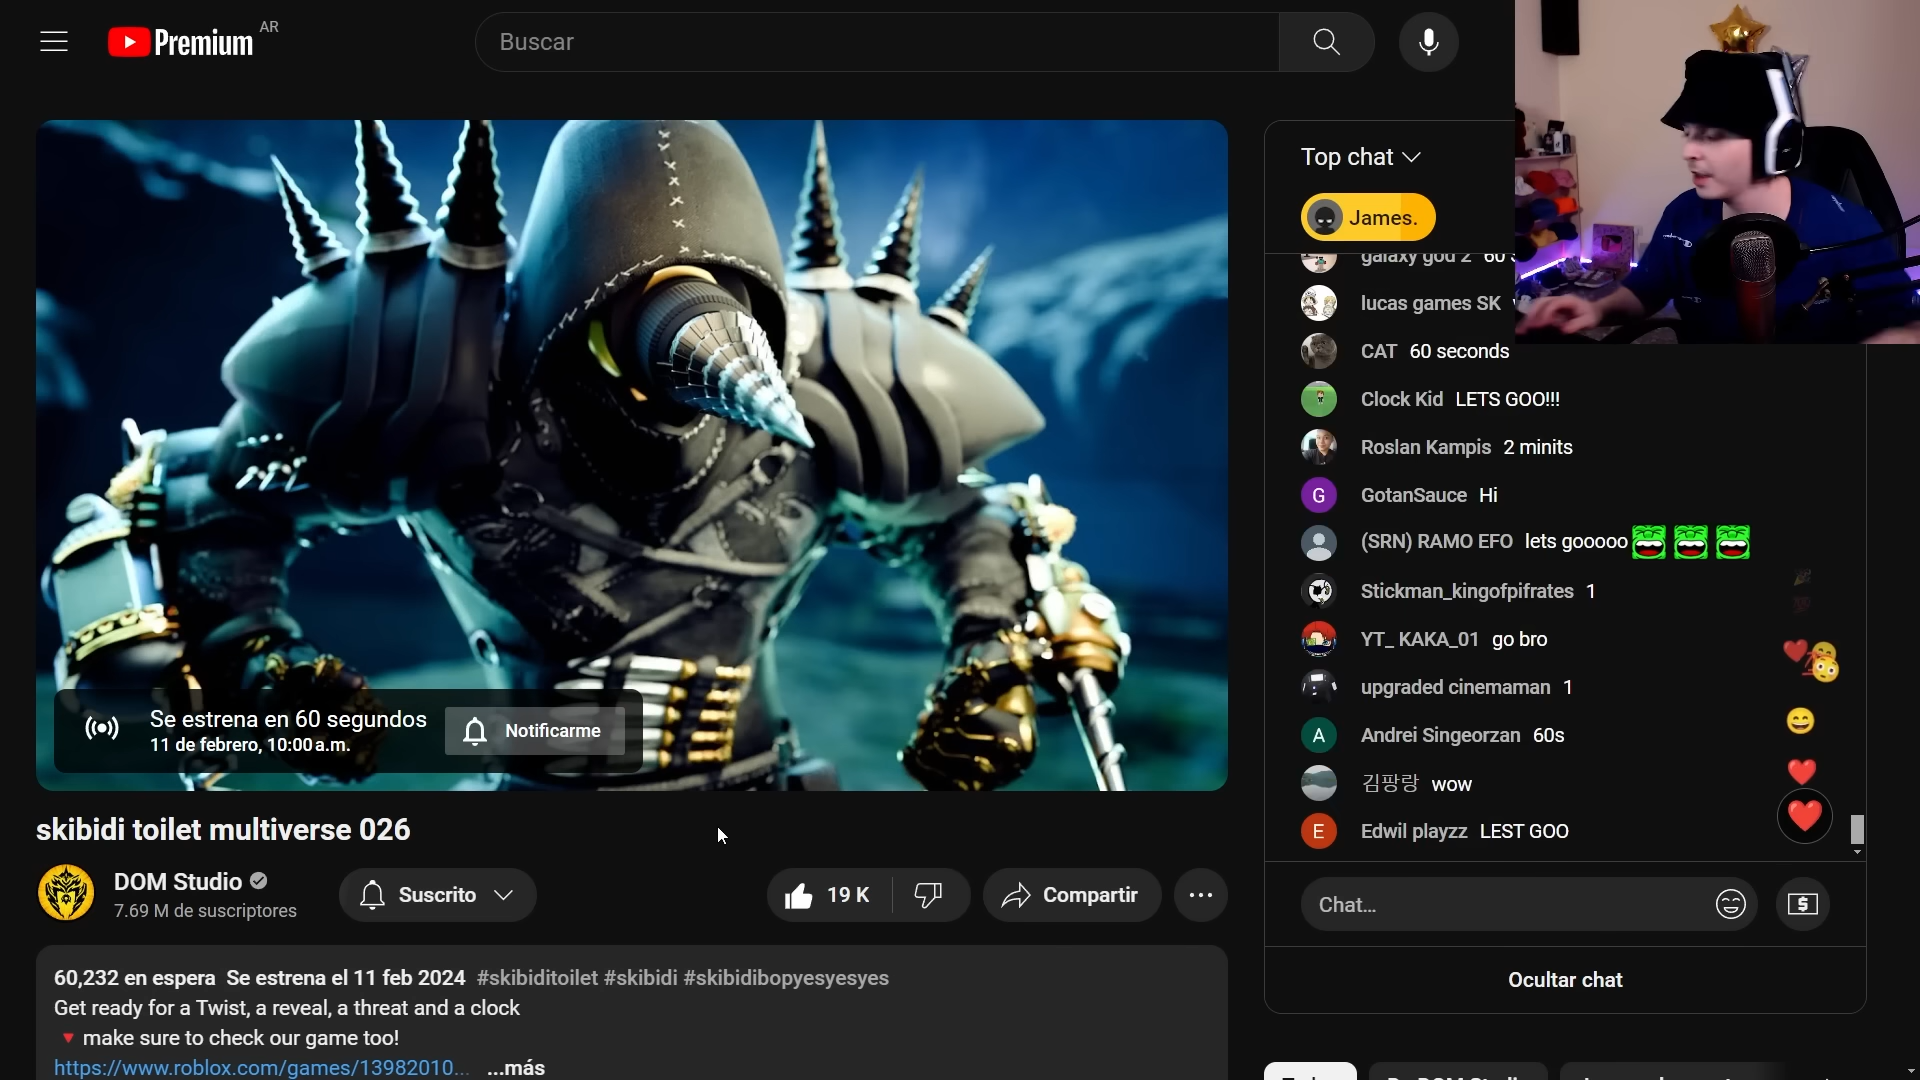 Premium AR
Buscar
Top chat
James.
galaxy god 2 60
lucas games SK
CAT 60 seconds
Clock Kid LETS GOO!!!
Roslan Kampis 2 minits
G GotanSauce Hi
(SRN) RAMO EFO lets gooooo
Stickman_kingofpifrates 1
YT_ KAKA_01 go bro
upgraded cinemaman 1
A Andrei Singeorzan 60s
김팡랑 wow
E Edwil playzz LEST GOO
Chat...
Ocultar chat
Se estrena en 60 segundos
11 de febrero, 10:00 a.m.
Notificarme
skibidi toilet multiverse 026
DOM Studio
7.69 M de suscriptores
Suscrito
19 K
Compartir
60,232 en espera Se estrena el 11 feb 2024 #skibiditoilet #skibidi #skibidibopyesyesyes
Get ready for a Twist, a reveal, a threat and a clock
🔻make sure to check our game too!
https://www.roblox.com/games/13982010... ...más